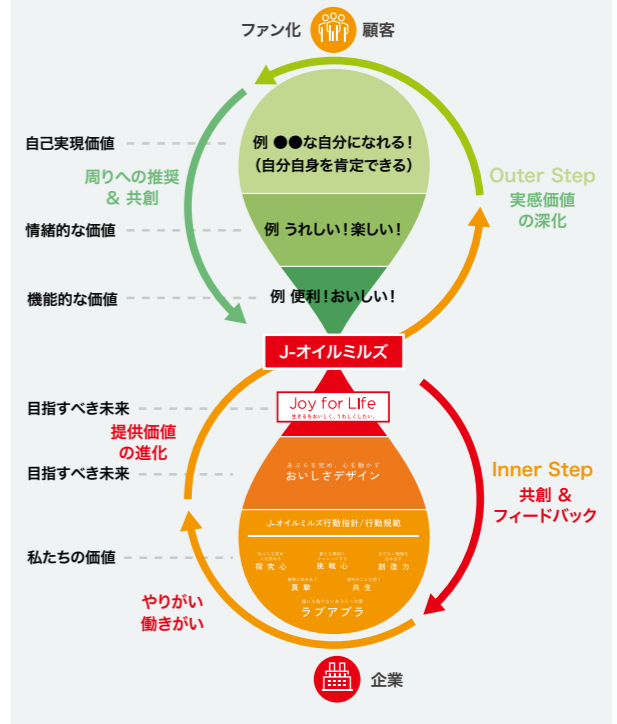 ファン化 顧客
自己実現価値
例 ●●な自分になれる！
（自分自身を肯定できる）
周りへの推奨
& 共創
Outer Step
実感価値
の深化
情緒的な価値
例 うれしい！楽しい！
機能的な価値
例 便利！おいしい！
J-オイルミルズ
目指すべき未来
Joy for Life
生きるをおいしく、うれしくしたい。
提供価値
の進化
目指すべき未来
あぶらを究め、心を動かす
おいしさデザイン
Inner Step
共創 &
フィードバック
J-オイルミルズ行動指針/行動規範
私たちの価値
探究心
挑戦心
創造力
真摯
共生
ラブアブラ
やりがい
働きがい
企業